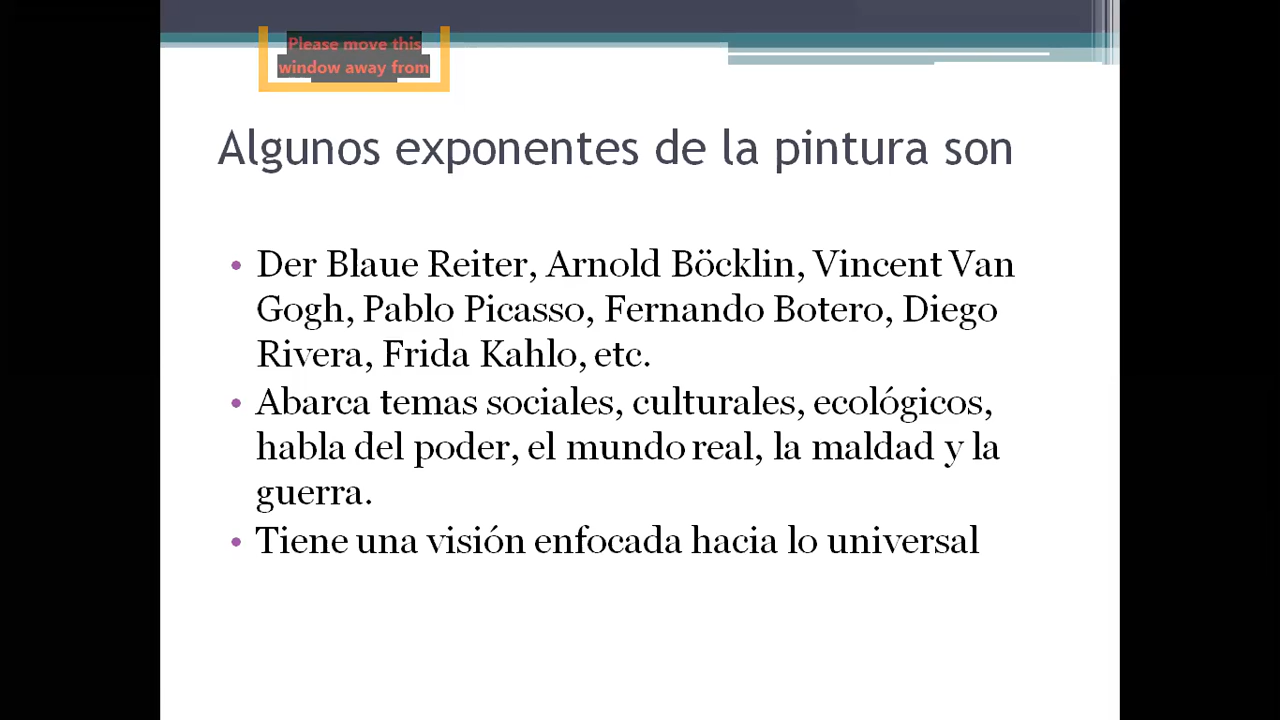 Please move this
window away from
Algunos exponentes de la pintura son
• Der Blaue Reiter, Arnold Böcklin, Vincent Van
Gogh, Pablo Picasso, Fernando Botero, Diego
Rivera, Frida Kahlo, etc.
• Abarca temas sociales, culturales, ecológicos,
habla del poder, el mundo real, la maldad y la
guerra.
• Tiene una visión enfocada hacia lo universal